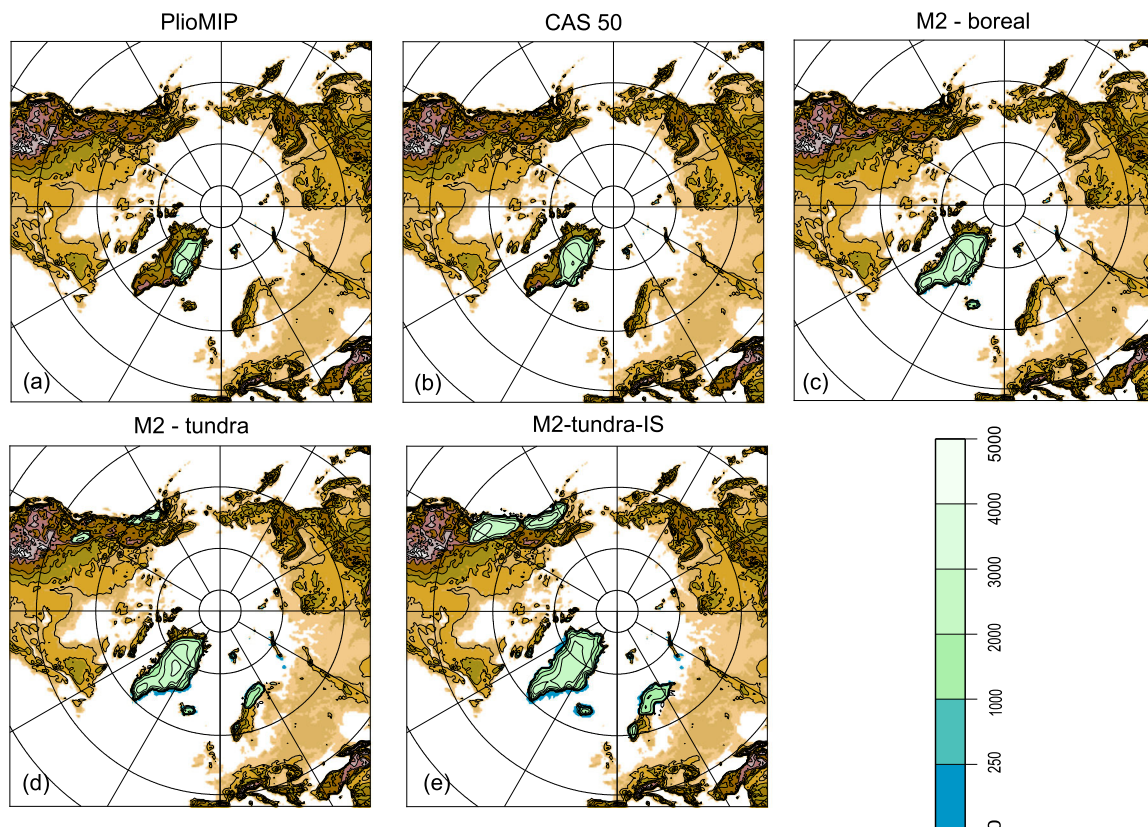 PlioMIP
CAS 50
M2 - boreal
(a)
(b)
(c)
M2 - tundra
M2-tundra-IS
(d)
(e)
5000
4000
3000
2000
1000
250